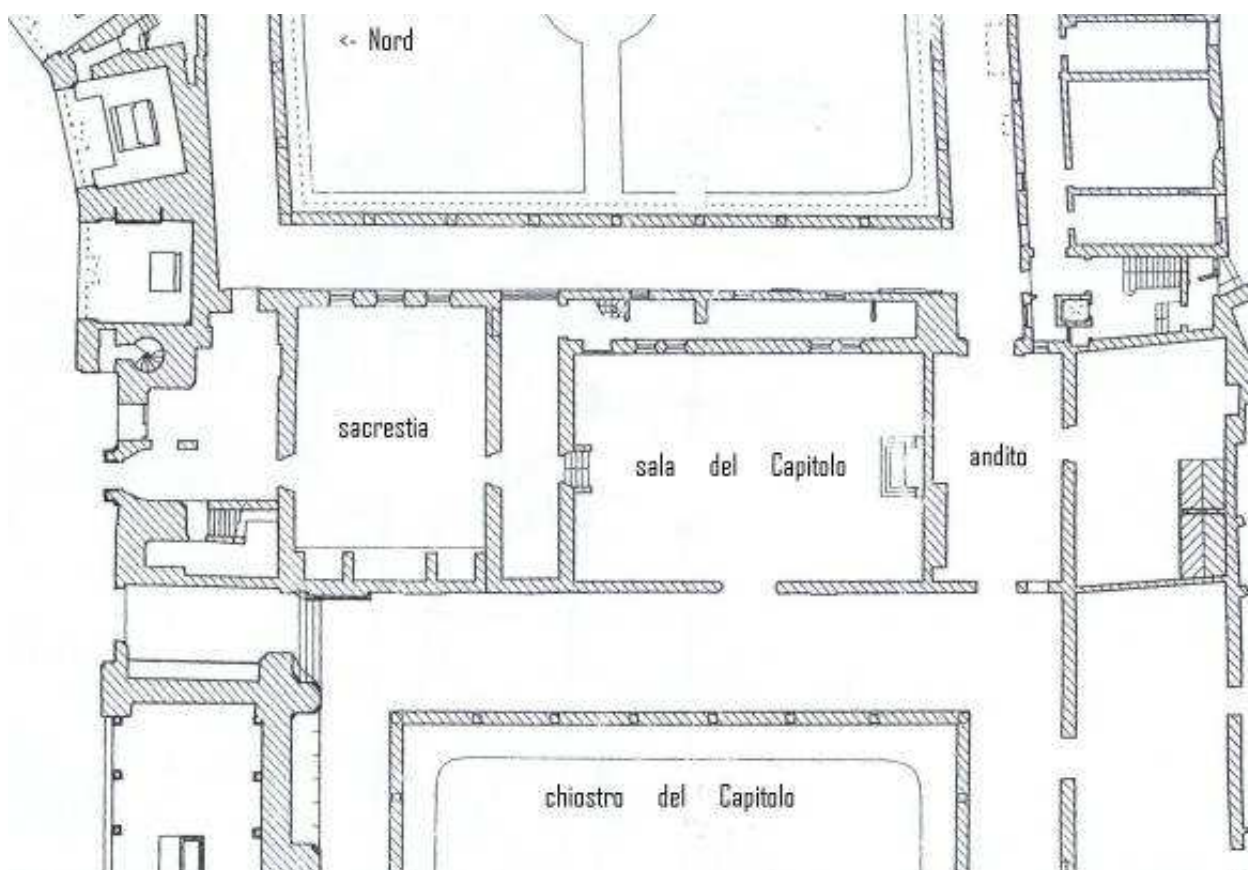 <- Nord
sacrestia
sala del Capitolo
andito
chiostro del Capitolo